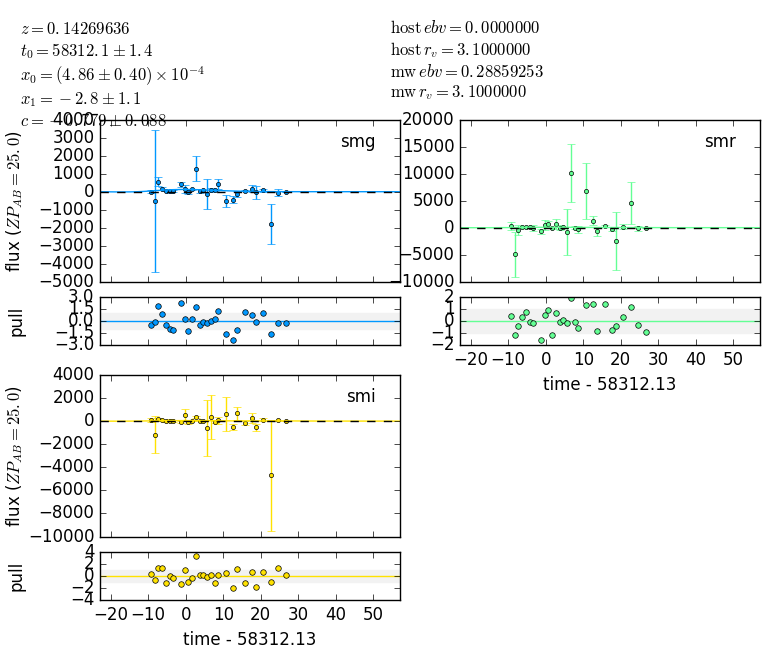 z = 0.14269636
t₀ = 58312.1 ± 1.4
x₀ = (4.86 ± 0.40) × 10⁻⁴
x₁ = −2.8 ± 1.1
host ebv = 0.0000000
host r_v = 3.1000000
mw ebv = 0.28859253
mw r_v = 3.1000000
smg
4000
3000
2000
1000
0
−1000
−2000
−3000
−4000
−5000
flux (ZP_AB = 25.0)
3.0
1.5
0.0
−1.5
−3.0
pull
smr
20000
15000
10000
5000
0
−5000
−10000
2
1
0
−1
−2
−20 −10 0 10 20 30 40 50
time - 58312.13
smi
4000
2000
0
−2000
−4000
−6000
−8000
−10000
flux (ZP_AB = 25.0)
4
2
0
−2
−4
pull
−20 −10 0 10 20 30 40 50
time - 58312.13